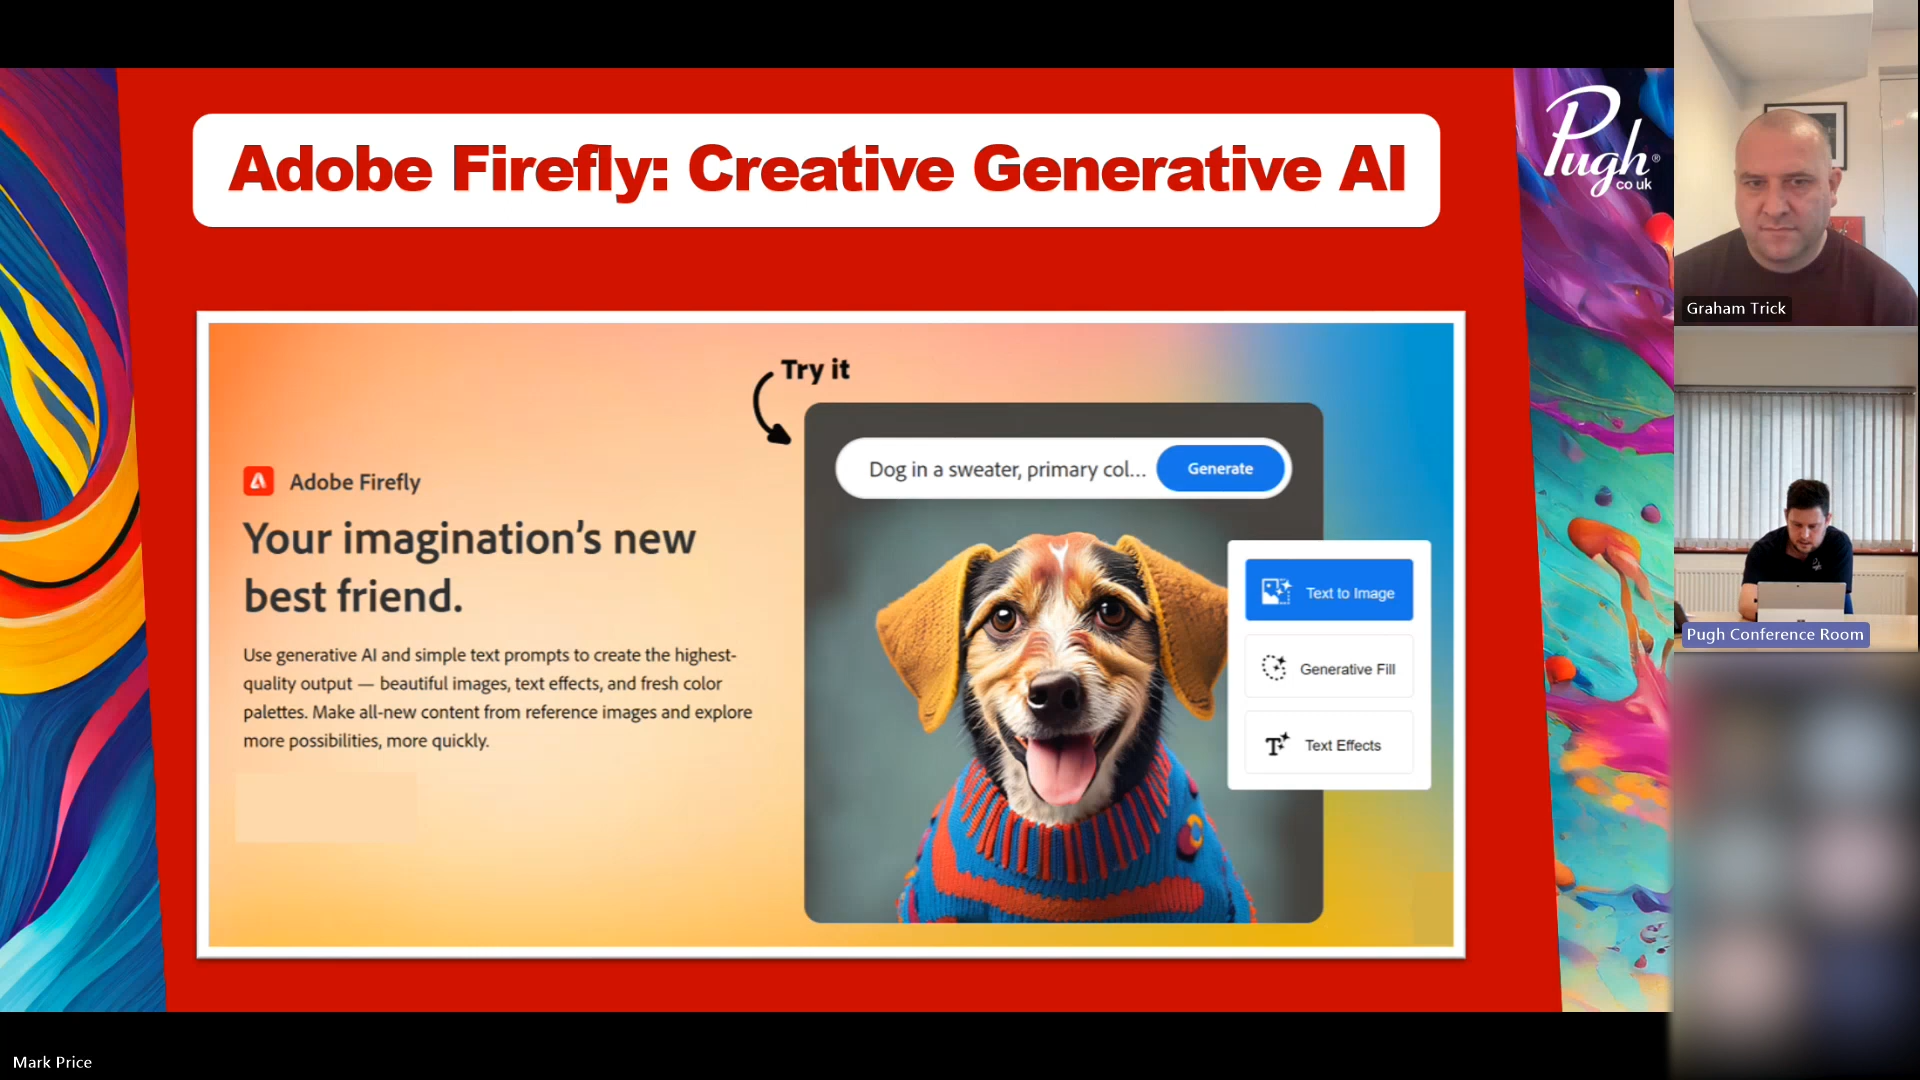 Adobe Firefly: Creative Generative AI
Pugh®
co uk
Try it
Dog in a sweater, primary col...
Generate
Adobe Firefly
Your imagination’s new
best friend.
Use generative AI and simple text prompts to create the highest-
quality output — beautiful images, text effects, and fresh color
palettes. Make all-new content from reference images and explore
more possibilities, more quickly.
Text to Image
Generative Fill
Text Effects
Graham Trick
Pugh Conference Room
Mark Price